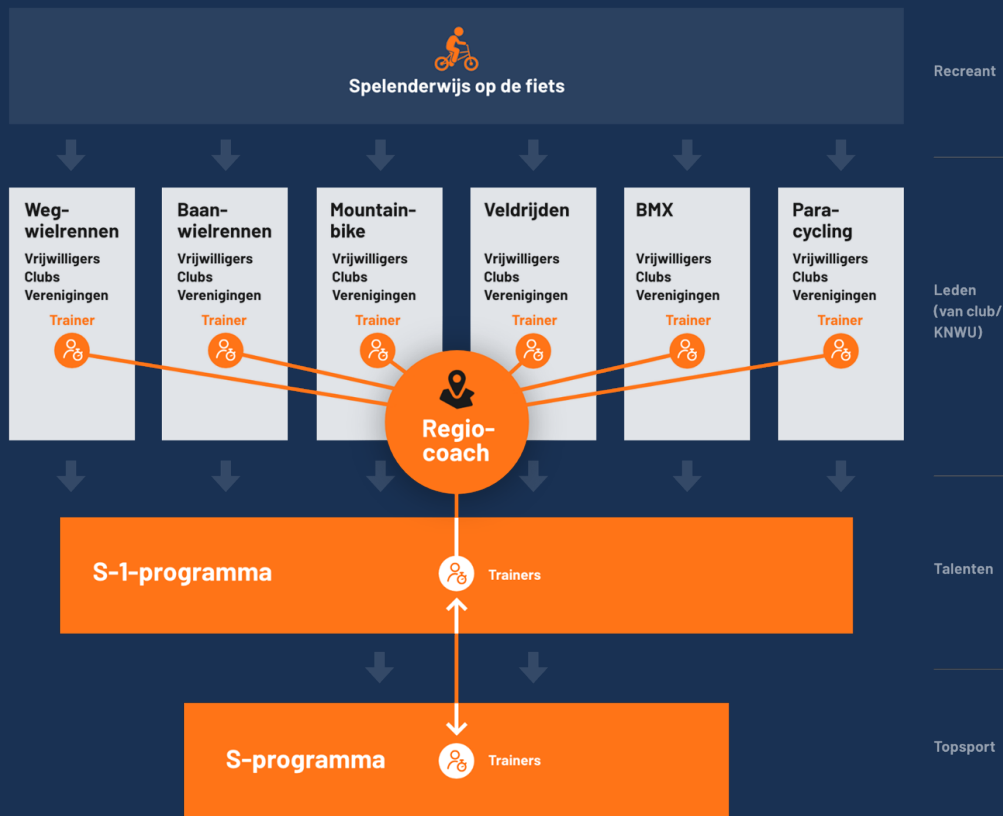 Spelenderwijs op de fiets
Recreant
Weg-
wielrennen
Vrijwilligers
Clubs
Verenigingen
Trainer
Baan-
wielrennen
Vrijwilligers
Clubs
Verenigingen
Trainer
Mountain-
bike
Vrijwilligers
Clubs
Verenigingen
Trainer
Veldrijden
Vrijwilligers
Clubs
Verenigingen
Trainer
BMX
Vrijwilligers
Clubs
Verenigingen
Trainer
Para-
cycling
Vrijwilligers
Clubs
Verenigingen
Trainer
Leden
(van club/
KNWU)
Regio-
coach
S-1-programma
Trainers
Talenten
S-programma
Trainers
Topsport